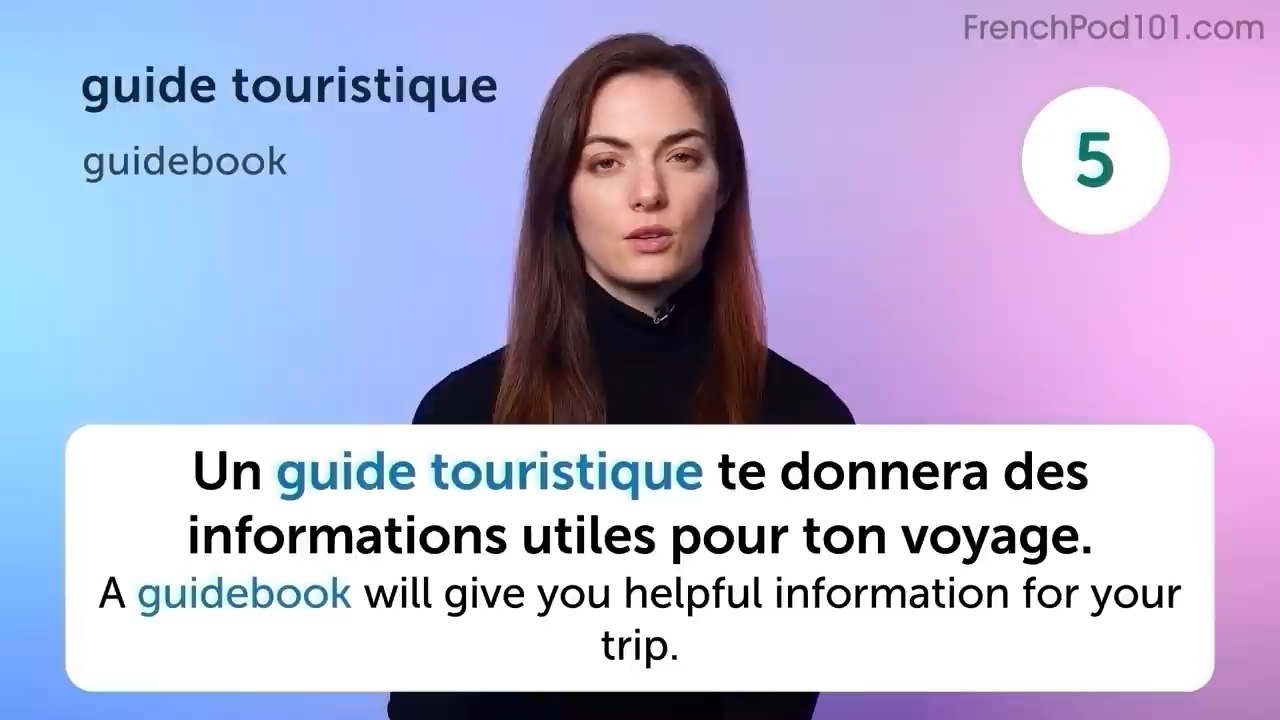 FrenchPod101.com
guide touristique
guidebook
5
Un guide touristique te donnera des
informations utiles pour ton voyage.
A guidebook will give you helpful information for your
trip.